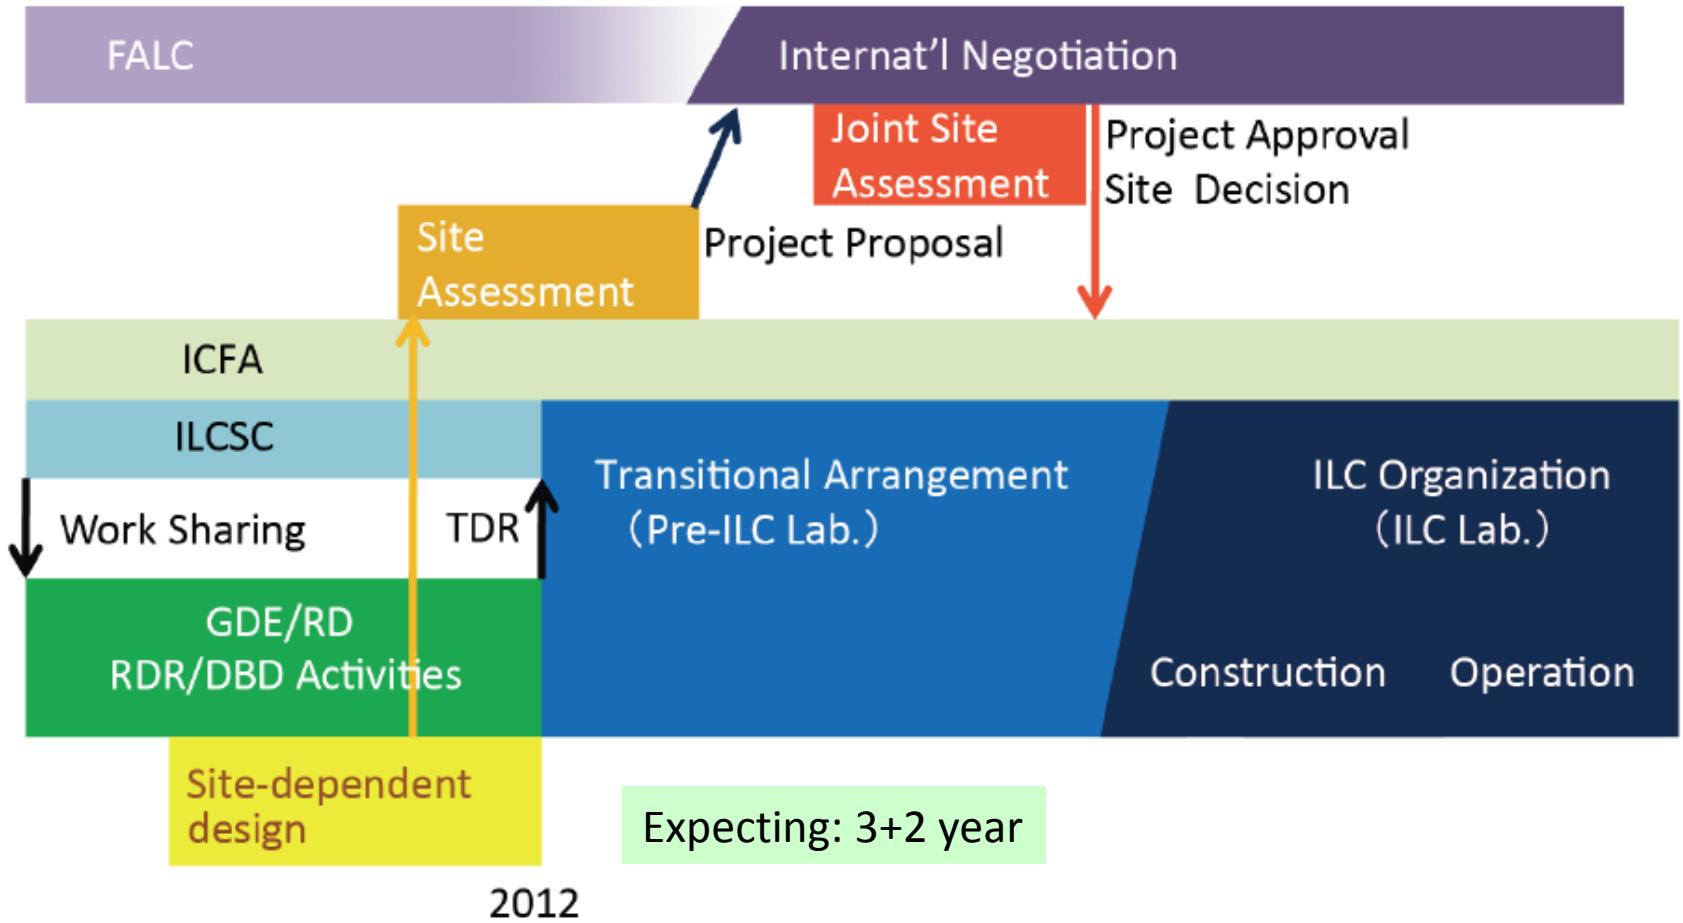 FALC
Internat'l Negotiation
Joint Site
Assessment
Project Approval
Site Decision
Site
Assessment
Project Proposal
ICFA
ILCSC
Work Sharing
TDR
Transitional Arrangement
(Pre-ILC Lab.)
ILC Organization
(ILC Lab.)
GDE/RD
RDR/DBD Activities
Construction
Operation
Site-dependent
design
Expecting: 3+2 year
2012